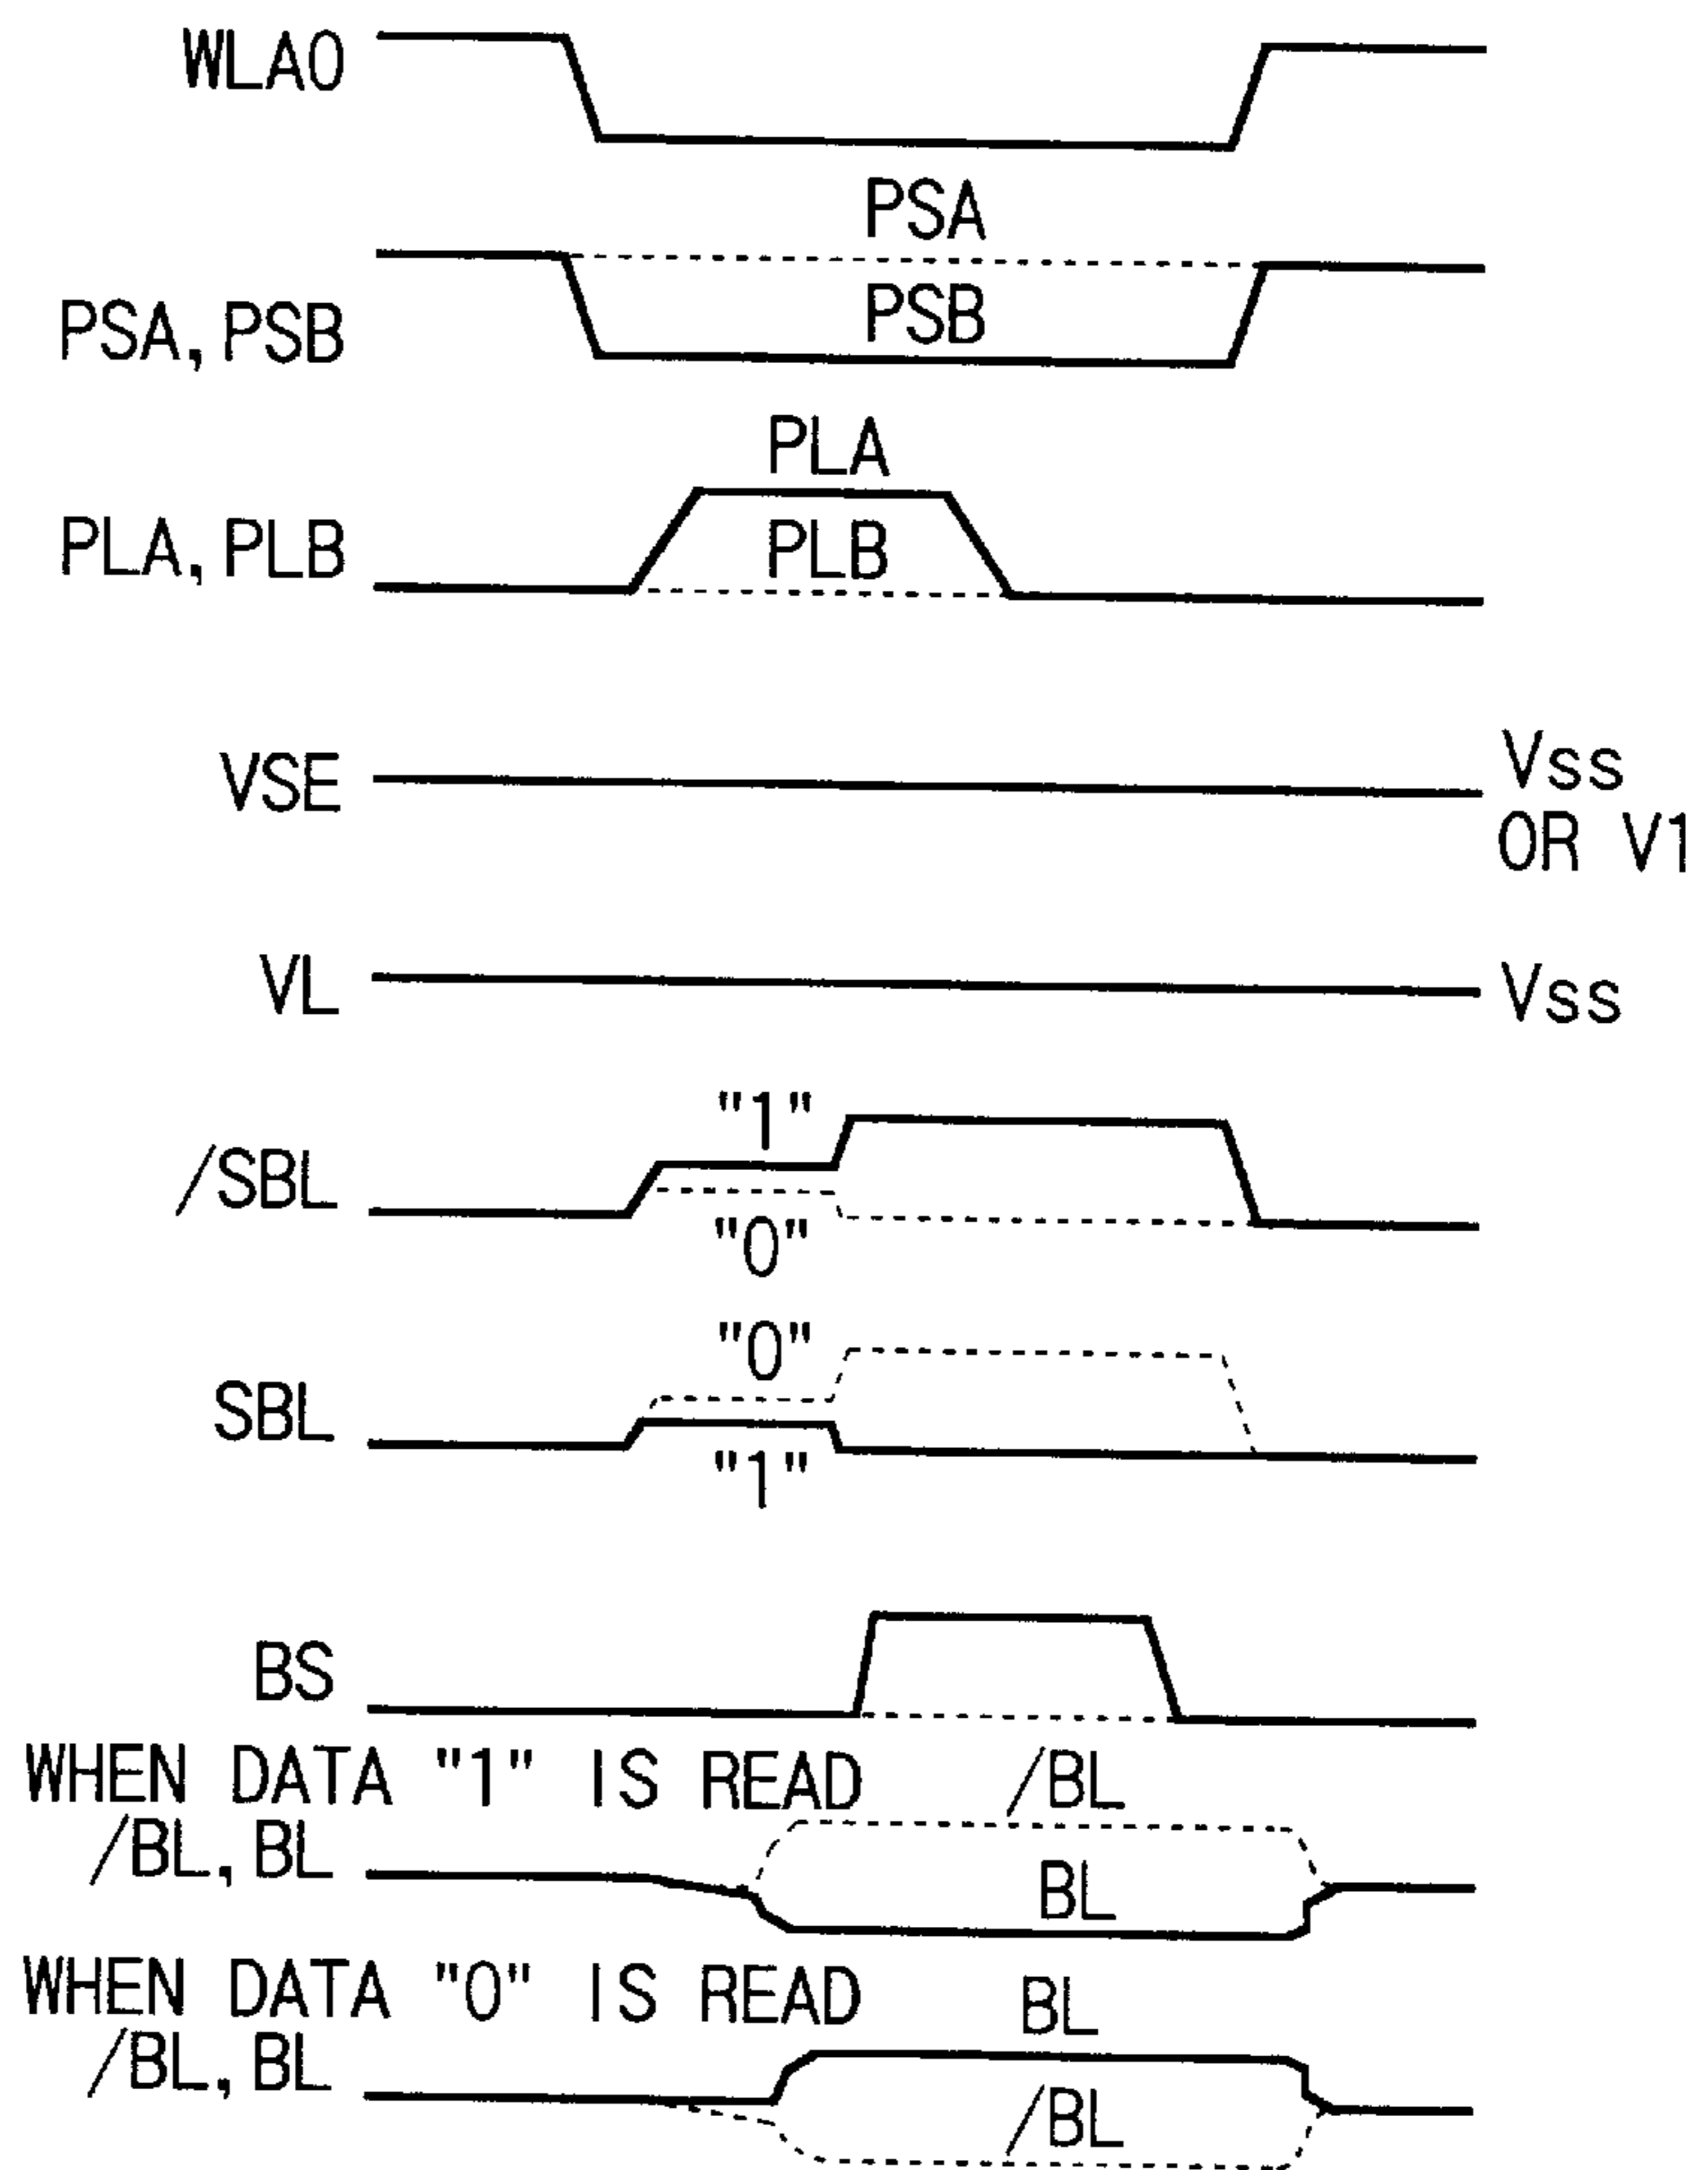 WLA0
PSA
PSA, PSB
PSB
PLA
PLA, PLB
PLB
VSE
Vss
OR V1
VL
Vss
"1"
/SBL
"0"
"0"
SBL
"1"
BS
WHEN DATA "1" IS READ
/BL
/BL, BL
BL
WHEN DATA "0" IS READ
BL
/BL, BL
/BL